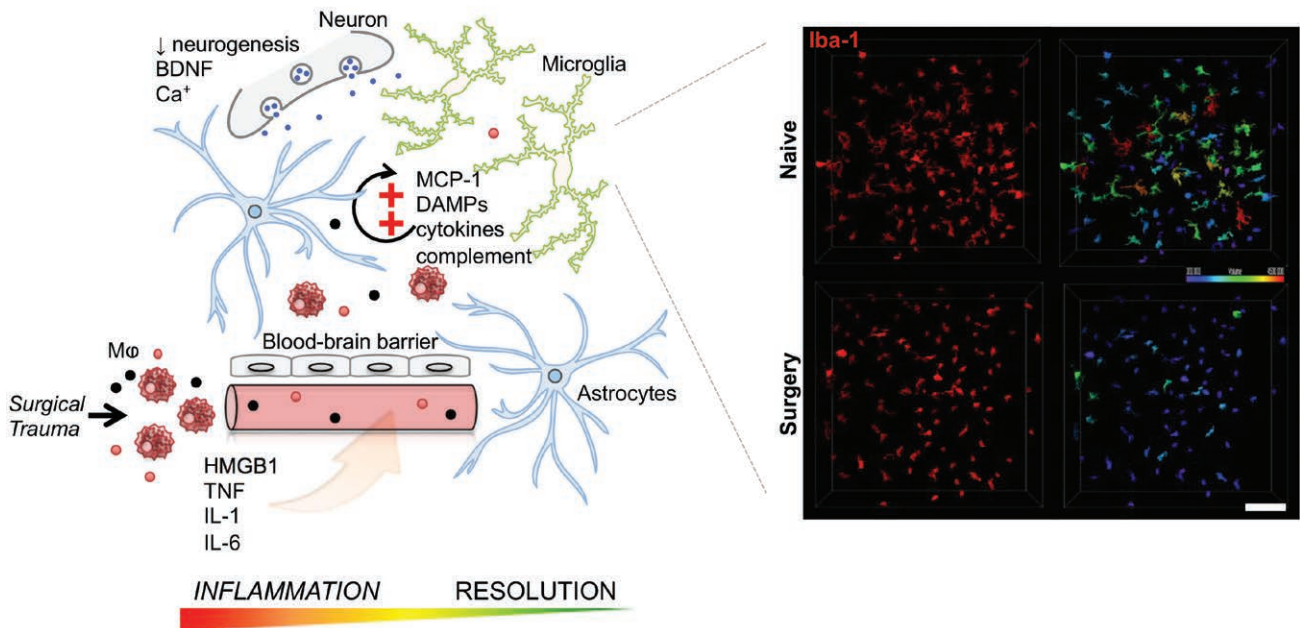 Neuron
↓ neurogenesis
BDNF
Ca⁺
Microglia
MCP-1
DAMPs
cytokines
complement
Blood-brain barrier
Mφ
Surgical
Trauma
Astrocytes
HMGB1
TNF
IL-1
IL-6
INFLAMMATION
RESOLUTION
Iba-1
Naive
Volume
Surgery